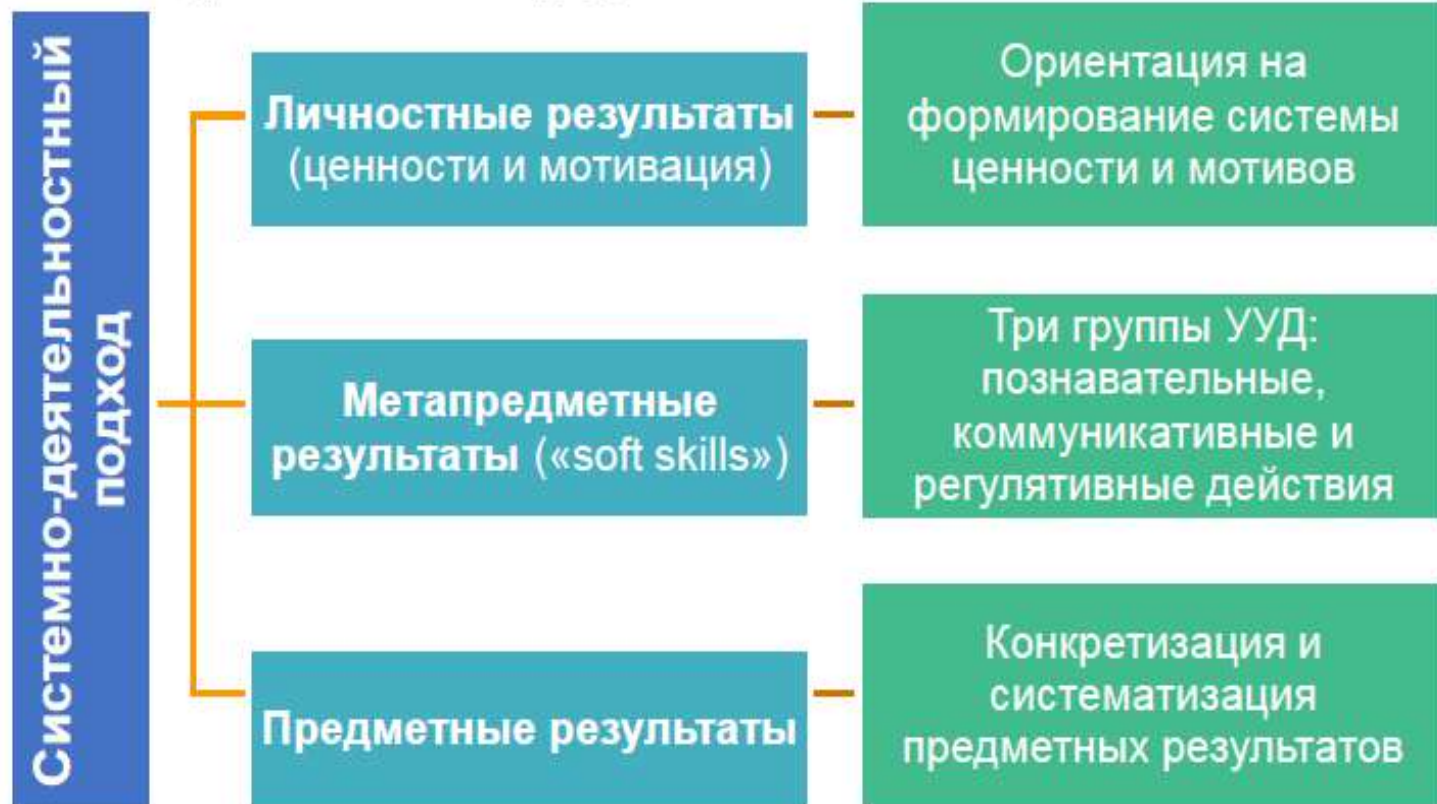 Системно-деятельностный
подход
Личностные результаты
(ценности и мотивация)
Ориентация на
формирование системы
ценности и мотивов
Метапредметные
результаты («soft skills»)
Три группы УУД:
познавательные,
коммуникативные и
регулятивные действия
Предметные результаты
Конкретизация и
систематизация
предметных результатов